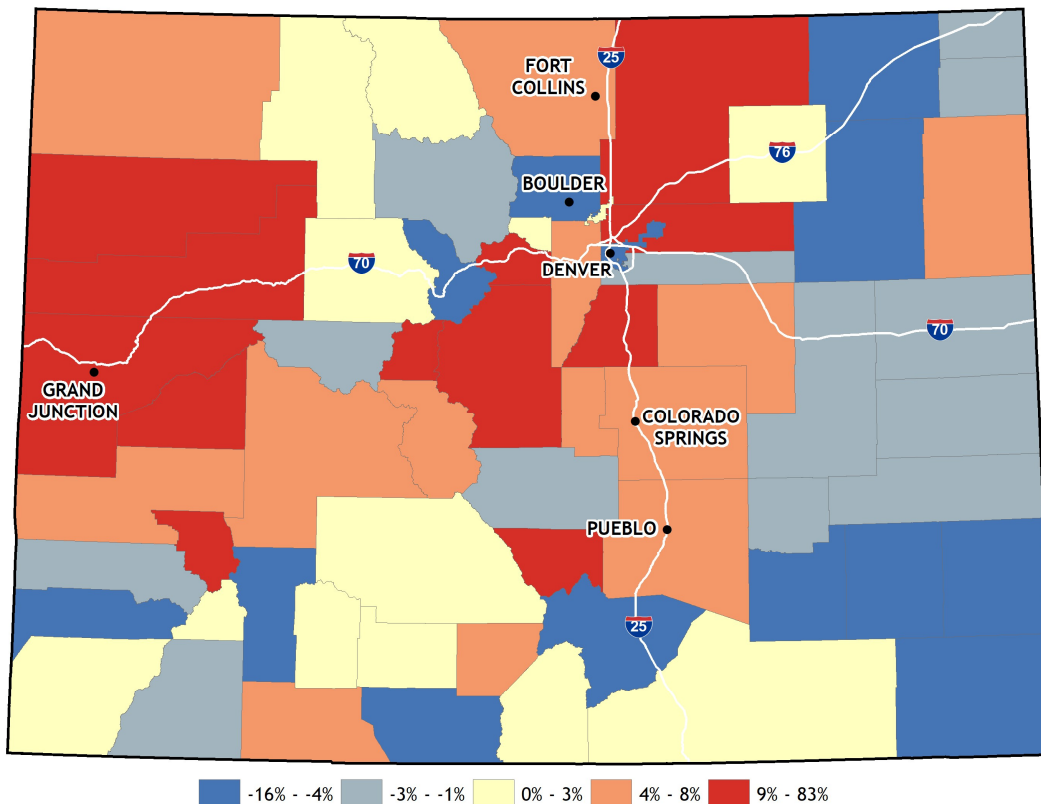 25
FORT
COLLINS
76
BOULDER
70
DENVER
70
GRAND
JUNCTION
COLORADO
SPRINGS
PUEBLO
25
-16% - -4%
-3% - -1%
0% - 3%
4% - 8%
9% - 83%